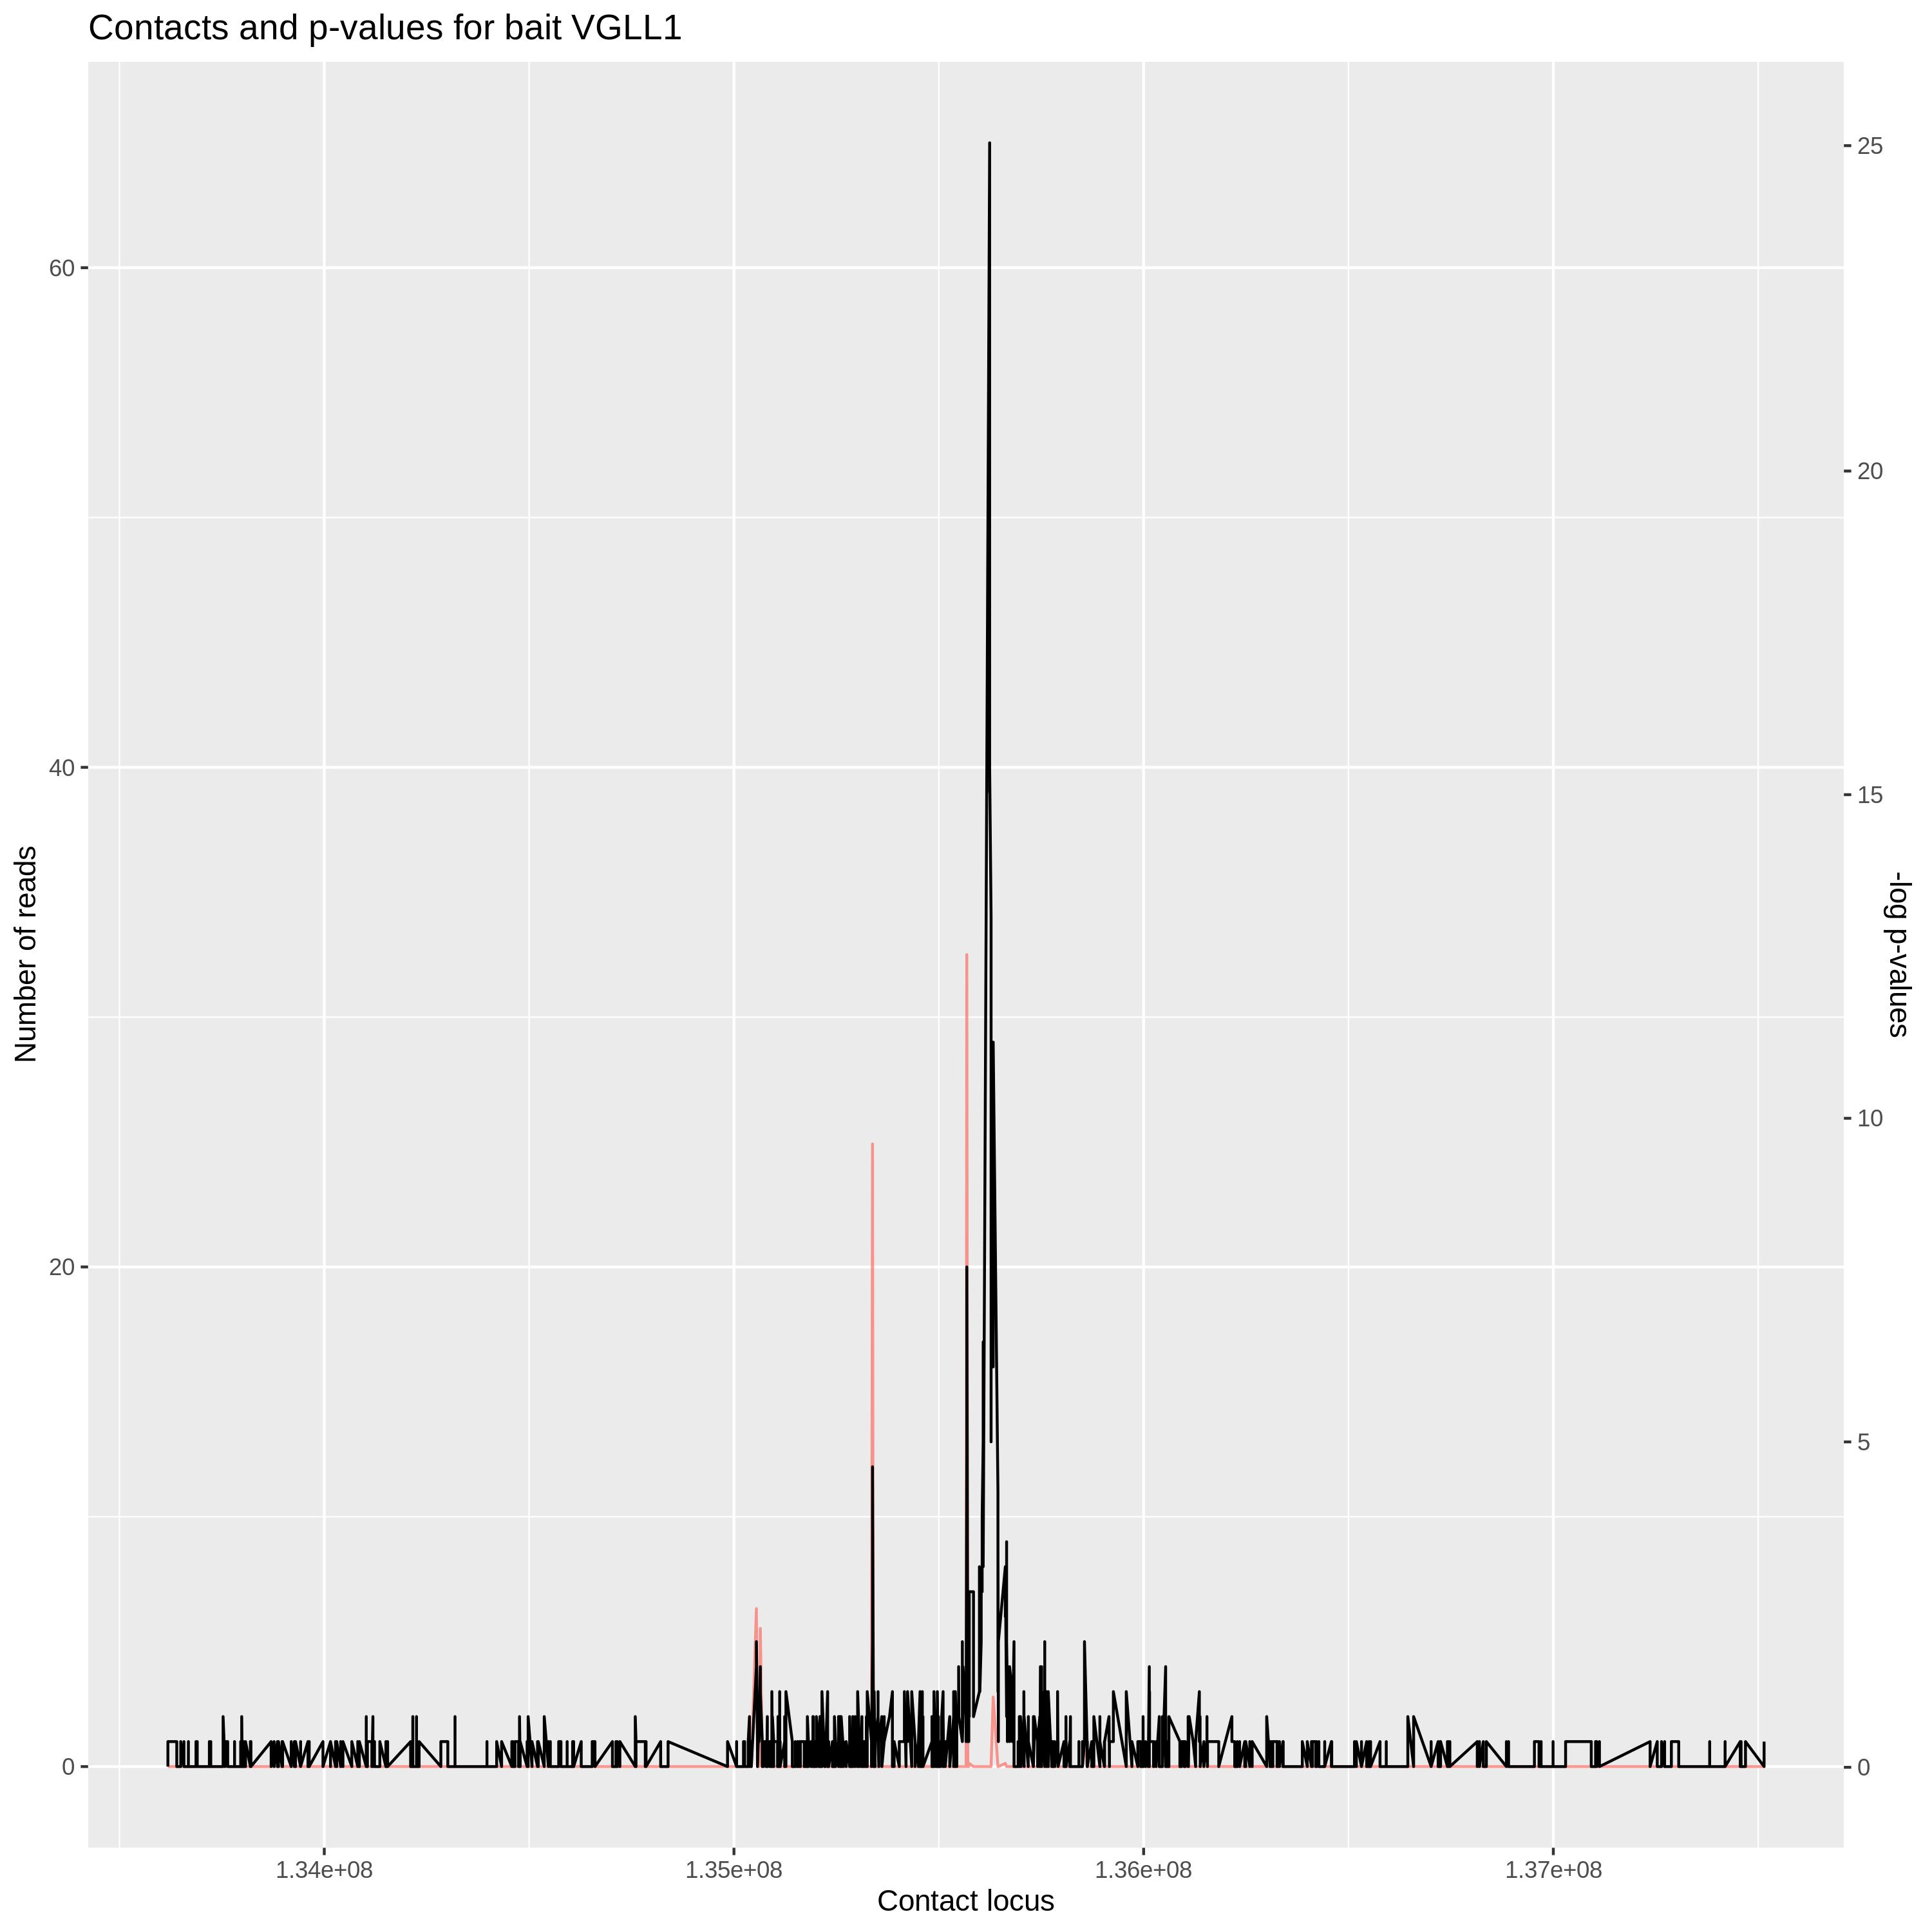 Contacts and p-values for bait VGLL1
60
40
20
0
25
20
15
10
5
0
Number of reads
-log p-values
1.34e+08 1.35e+08 1.36e+08 1.37e+08
Contact locus